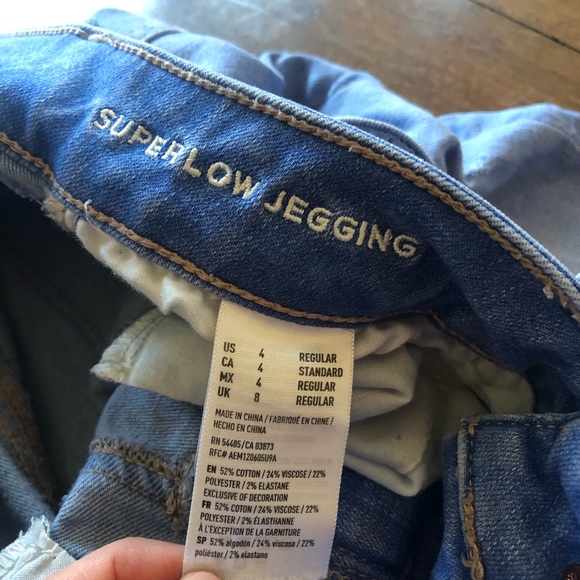 SUPER LOW JEGGING
US 4 REGULAR
CA 4 STANDARD
MX 4 REGULAR
UK 8 REGULAR
MADE IN CHINA / FABRIQUÉ EN CHINE /
HECHO EN CHINA
RN 54485/CA 03873
RFC# AEM120605U9A
EN 52% COTTON / 24% VISCOSE / 22%
POLYESTER / 2% ELASTANE
EXCLUSIVE OF DECORATION
FR 52% COTON / 24% VISCOSE / 22%
POLYESTER / 2% ÉLASTHANNE
À L'EXCEPTION DE LA GARNITURE
SP 52% algodón / 24% viscosa / 22%
poliéster / 2% elastano